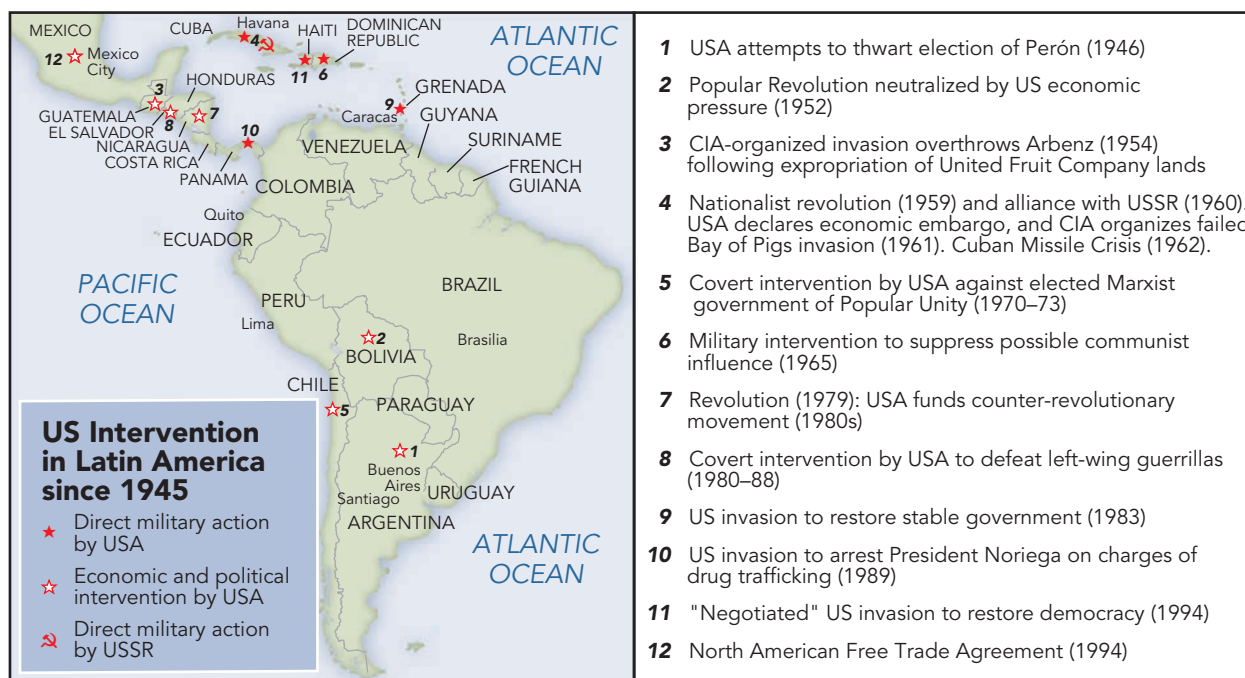 MEXICO
12
Mexico
City
CUBA
Havana
4
HAITI
DOMINICAN
REPUBLIC
11
6
ATLANTIC
OCEAN
3
HONDURAS
GUATEMALA
EL SALVADOR
8
7
NICARAGUA
COSTA RICA
PANAMA
10
9
GRENADA
Caracas
GUYANA
VENEZUELA
SURINAME
FRENCH
GUIANA
COLOMBIA
Quito
ECUADOR
PACIFIC
OCEAN
PERU
Lima
BRAZIL
Brasilia
2
BOLIVIA
CHILE
5
PARAGUAY
1
Buenos
Aires
Santiago
URUGUAY
ARGENTINA
ATLANTIC
OCEAN
US Intervention
in Latin America
since 1945
Direct military action
by USA
Economic and political
intervention by USA
Direct military action
by USSR
1 USA attempts to thwart election of Perón (1946)
2 Popular Revolution neutralized by US economic
pressure (1952)
3 CIA-organized invasion overthrows Arbenz (1954)
following expropriation of United Fruit Company lands
4 Nationalist revolution (1959) and alliance with USSR (1960).
USA declares economic embargo, and CIA organizes failed
Bay of Pigs invasion (1961). Cuban Missile Crisis (1962).
5 Covert intervention by USA against elected Marxist
government of Popular Unity (1970–73)
6 Military intervention to suppress possible communist
influence (1965)
7 Revolution (1979): USA funds counter-revolutionary
movement (1980s)
8 Covert intervention by USA to defeat left-wing guerrillas
(1980–88)
9 US invasion to restore stable government (1983)
10 US invasion to arrest President Noriega on charges of
drug trafficking (1989)
11 "Negotiated" US invasion to restore democracy (1994)
12 North American Free Trade Agreement (1994)